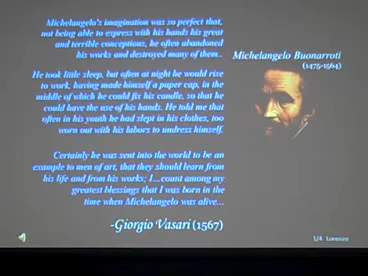 Michelangelo's imagination was so perfect that,
not being able to express with his hands his great
and terrible conceptions, he often abandoned
his works and destroyed many of them..
Michelangelo Buonarroti
(1475-1564)
He took little sleep, but often at night he would rise
to work, having made himself a paper cap, in the
middle of which he could fix his candle, so that he
could have the use of his hands. He told me that
often in his youth he had slept in his clothes, too
worn out with his labors to undress himself.
Certainly he was sent into the world to be an
example to men of art, that they should learn from
his life and from his works; I...count among my
greatest blessings that I was born in the
time when Michelangelo was alive...
-Giorgio Vasari (1567)
1/4 Lorenzo